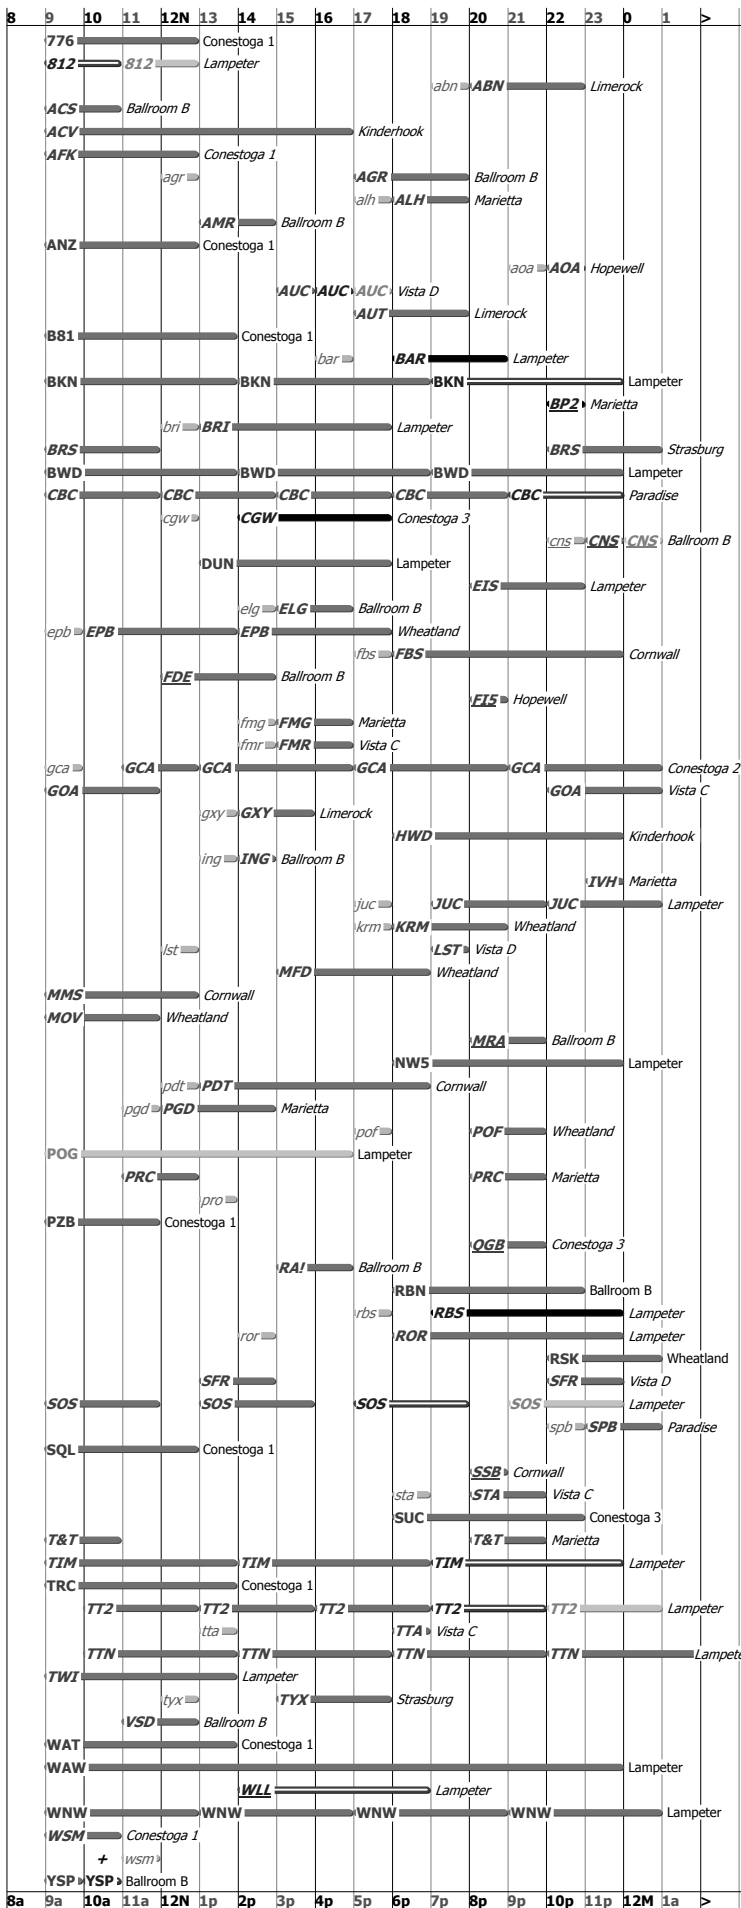 8 9 10 11 12N 13 14 15 16 17 18 19 20 21 22 23 0 1 >
776 Conestoga 1
812 812 Lampeter
abn ABN Limerock
ACS Ballroom B
ACV Kinderhook
AFK Conestoga 1
agr AGR Ballroom B
alh ALH Marietta
AMR Ballroom B
ANZ Conestoga 1
aoa AOA Hopewell
AUC AUC AUC Vista D
AUT Limerock
B81 Conestoga 1
bar BAR Lampeter
BKN BKN BKN Lampeter
BP2 Marietta
bri BRI Lampeter
BRS BRS Strasburg
BWD BWD BWD Lampeter
CBC CBC CBC CBC CBC Paradise
cgw CGW Conestoga 3
cns CNS CNS Ballroom B
DUN Lampeter
EIS Lampeter
elg ELG Ballroom B
epb EPB EPB Wheatland
fbs FBS Cornwall
FDE Ballroom B
FI5 Hopewell
fmg FMG Marietta
fmr FMR Vista C
gca GCA GCA GCA GCA Conestoga 2
GOA GOA Vista C
gxy GXY Limerock
HWD Kinderhook
ing ING Ballroom B
IVH Marietta
juc JUC JUC Lampeter
krm KRM Wheatland
lst LST Vista D
MFD Wheatland
MMS Cornwall
MOV Wheatland
MRA Ballroom B
NW5 Lampeter
pdt PDT Cornwall
pgd PGD Marietta
pof POF Wheatland
POG Lampeter
PRC PRC Marietta
pro
PZB Conestoga 1
QGB Conestoga 3
RA! Ballroom B
RBN Ballroom B
rbs RBS Lampeter
ror ROR Lampeter
RSK Wheatland
SFR SFR Vista D
SOS SOS SOS SOS Lampeter
spb SPB Paradise
SQL Conestoga 1
SSB Cornwall
sta STA Vista C
SUC Conestoga 3
T&T T&T Marietta
TIM TIM TIM Lampeter
TRC Conestoga 1
TT2 TT2 TT2 TT2 TT2 Lampeter
tta TTA Vista C
TTN TTN TTN TTN Lampete
TWI Lampeter
tyx TYX Strasburg
VSD Ballroom B
WAT Conestoga 1
WAW Lampeter
WLL Lampeter
WNW WNW WNW WNW Lampeter
WSM Conestoga 1
+ wsm
YSP YSP Ballroom B
8a 9a 10a 11a 12N 1p 2p 3p 4p 5p 6p 7p 8p 9p 10p 11p 12M 1a >